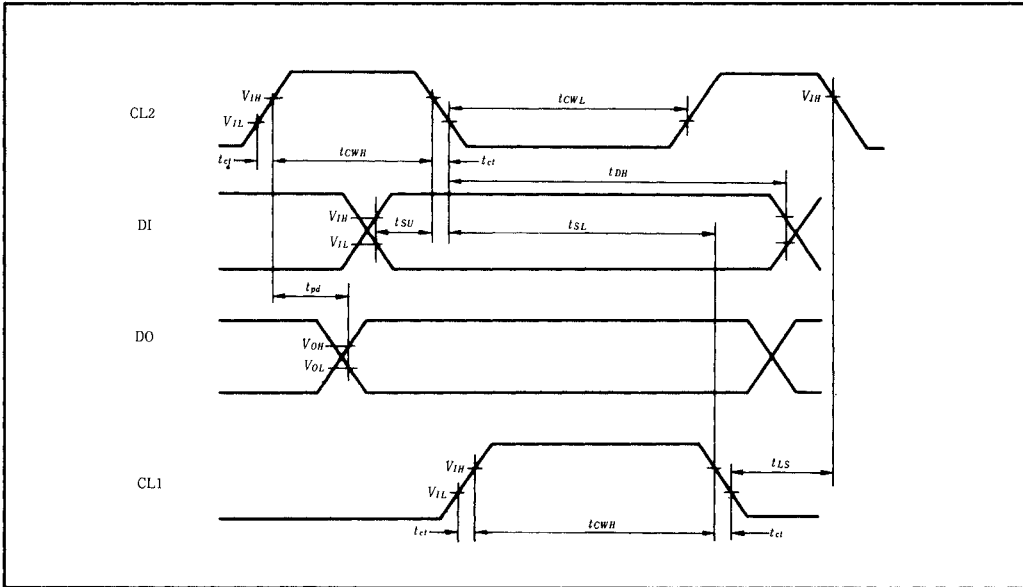 CL2
VIH
VIL
tct
tCWH
tct
tCWL
VIH
tDH
DI
VIH
VIL
tSU
tSL
tpd
DO
VOH
VOL
CL1
VIH
VIL
tct
tCWH
tct
tLS